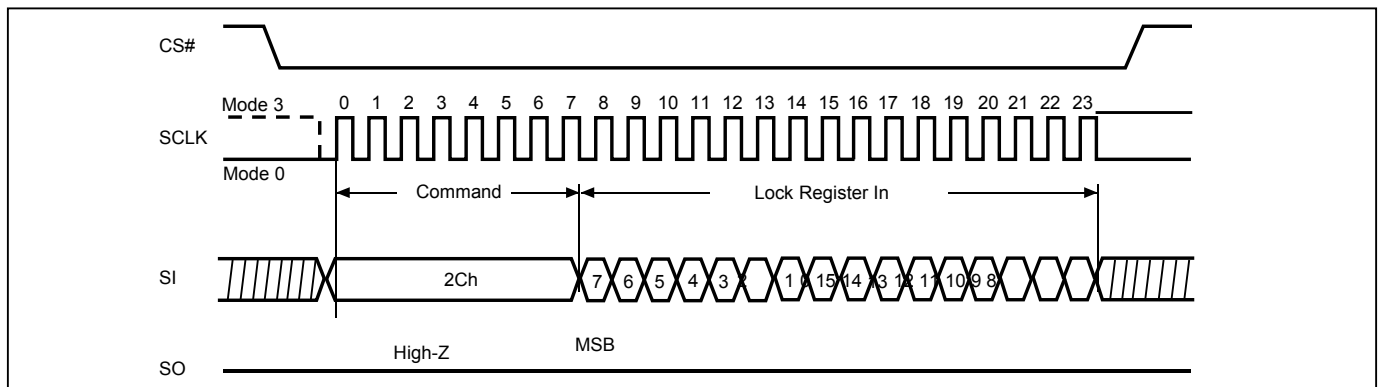 CS#
Mode 3
0 1 2 3 4 5 6 7 8 9 10 11 12 13 14 15 16 17 18 19 20 21 22 23
SCLK
Mode 0
Command
Lock Register In
SI
2Ch
7 6 5 4 3 2 1 0 15 14 13 12 11 10 9 8
High-Z
MSB
SO